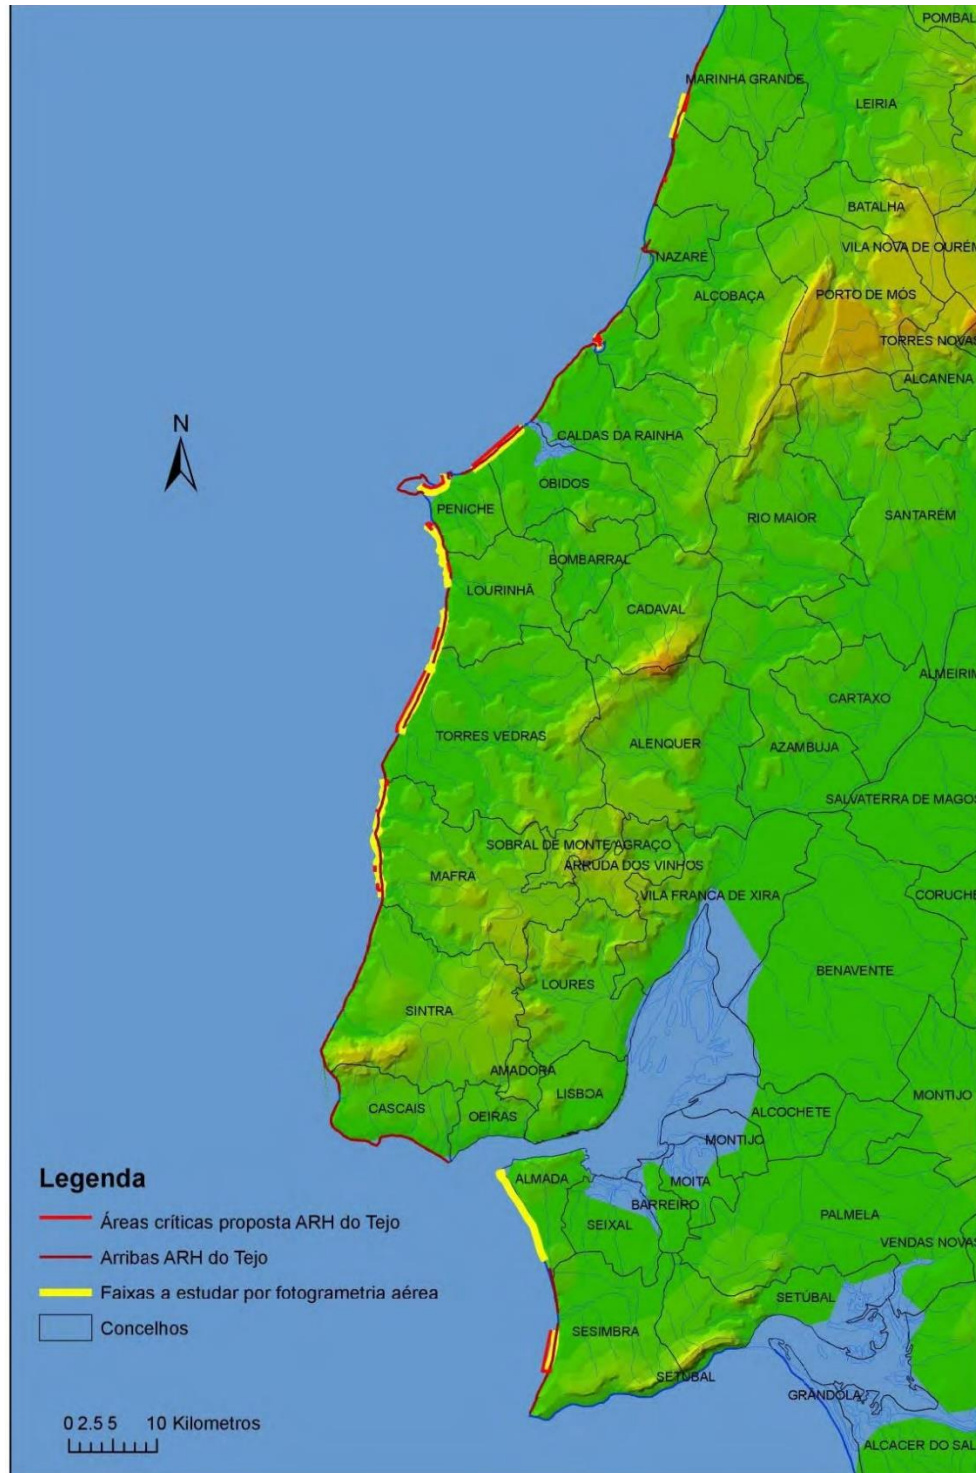 POMBAL
MARINHA GRANDE
LEIRIA
BATALHA
VILA NOVA DE OURÉM
NAZARÉ
ALCOBAÇA
PORTO DE MÓS
TORRES NOVAS
ALCANENA
N
CALDAS DA RAINHA
ÓBIDOS
PENICHE
RIO MAIOR
SANTARÉM
BOMBARRAL
LOURINHÃ
CADAVAL
ALMEIRIM
CARTAXO
TORRES VEDRAS
ALENQUER
AZAMBUJA
SALVATERRA DE MAGOS
SOBRAL DE MONTE AGRAÇO
ARRUDA DOS VINHOS
MAFRA
VILA FRANCA DE XIRA
CORUCHE
BENAVENTE
LOURES
SINTRA
AMADORA
LISBOA
MONTIJO
CASCAIS
OEIRAS
ALCOCHETE
MONTIJO
Legenda
ALMADA
MOITA
BARREIRO
SEIXAL
PALMELA
Áreas críticas proposta ARH do Tejo
Arribas ARH do Tejo
VENDAS NOVAS
Faixas a estudar por fotogrametria aérea
SETÚBAL
Concelhos
SESIMBRA
SETÚBAL
GRÂNDOLA
0 2.5 5 10 Kilometros
ALCACER DO SAL